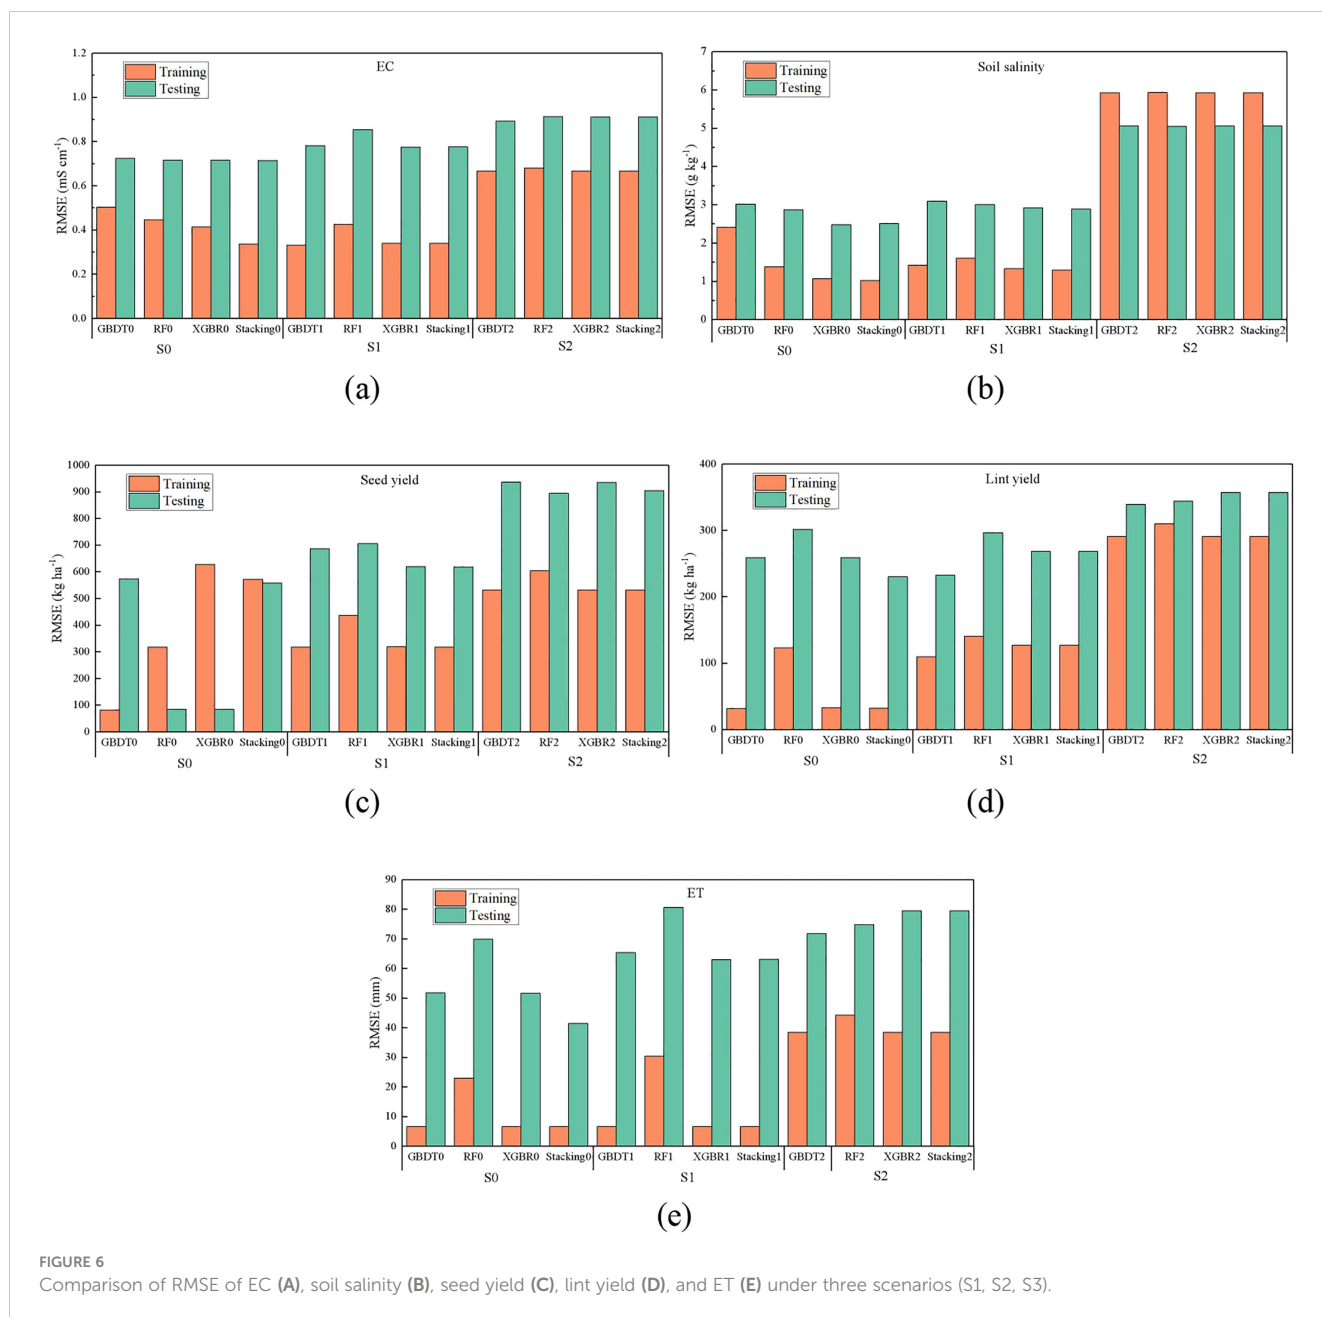 EC
Training
Testing
RMSE (mS cm⁻¹)
1.2
1.0
0.8
0.6
0.4
0.2
0.0
GBDT0 RF0 XGBR0 Stacking0 GBDT1 RF1 XGBR1 Stacking1 GBDT2 RF2 XGBR2 Stacking2
S0 S1 S2
(a)
Soil salinity
Training
Testing
RMSE (g kg⁻¹)
7
6
5
4
3
2
1
0
GBDT0 RF0 XGBR0 Stacking0 GBDT1 RF1 XGBR1 Stacking1 GBDT2 RF2 XGBR2 Stacking2
S0 S1 S2
(b)
Seed yield
Training
Testing
RMSE (kg ha⁻¹)
1000
900
800
700
600
500
400
300
200
100
0
GBDT0 RF0 XGBR0 Stacking0 GBDT1 RF1 XGBR1 Stacking1 GBDT2 RF2 XGBR2 Stacking2
S0 S1 S2
(c)
Lint yield
Training
Testing
RMSE (kg ha⁻¹)
400
300
200
100
0
GBDT0 RF0 XGBR0 Stacking0 GBDT1 RF1 XGBR1 Stacking1 GBDT2 RF2 XGBR2 Stacking2
S0 S1 S2
(d)
ET
Training
Testing
RMSE (mm)
90
80
70
60
50
40
30
20
10
0
GBDT0 RF0 XGBR0 Stacking0 GBDT1 RF1 XGBR1 Stacking1 GBDT2 RF2 XGBR2 Stacking2
S0 S1 S2
(e)
FIGURE 6
Comparison of RMSE of EC (A), soil salinity (B), seed yield (C), lint yield (D), and ET (E) under three scenarios (S1, S2, S3).